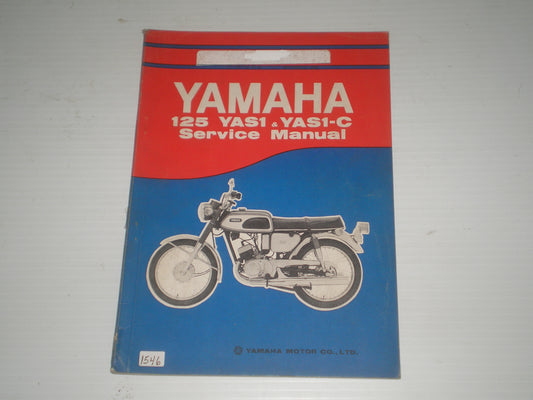 YAMAHA
125 YAS1 & YAS1-C
Service Manual
YAMAHA MOTOR CO., LTD.
1546